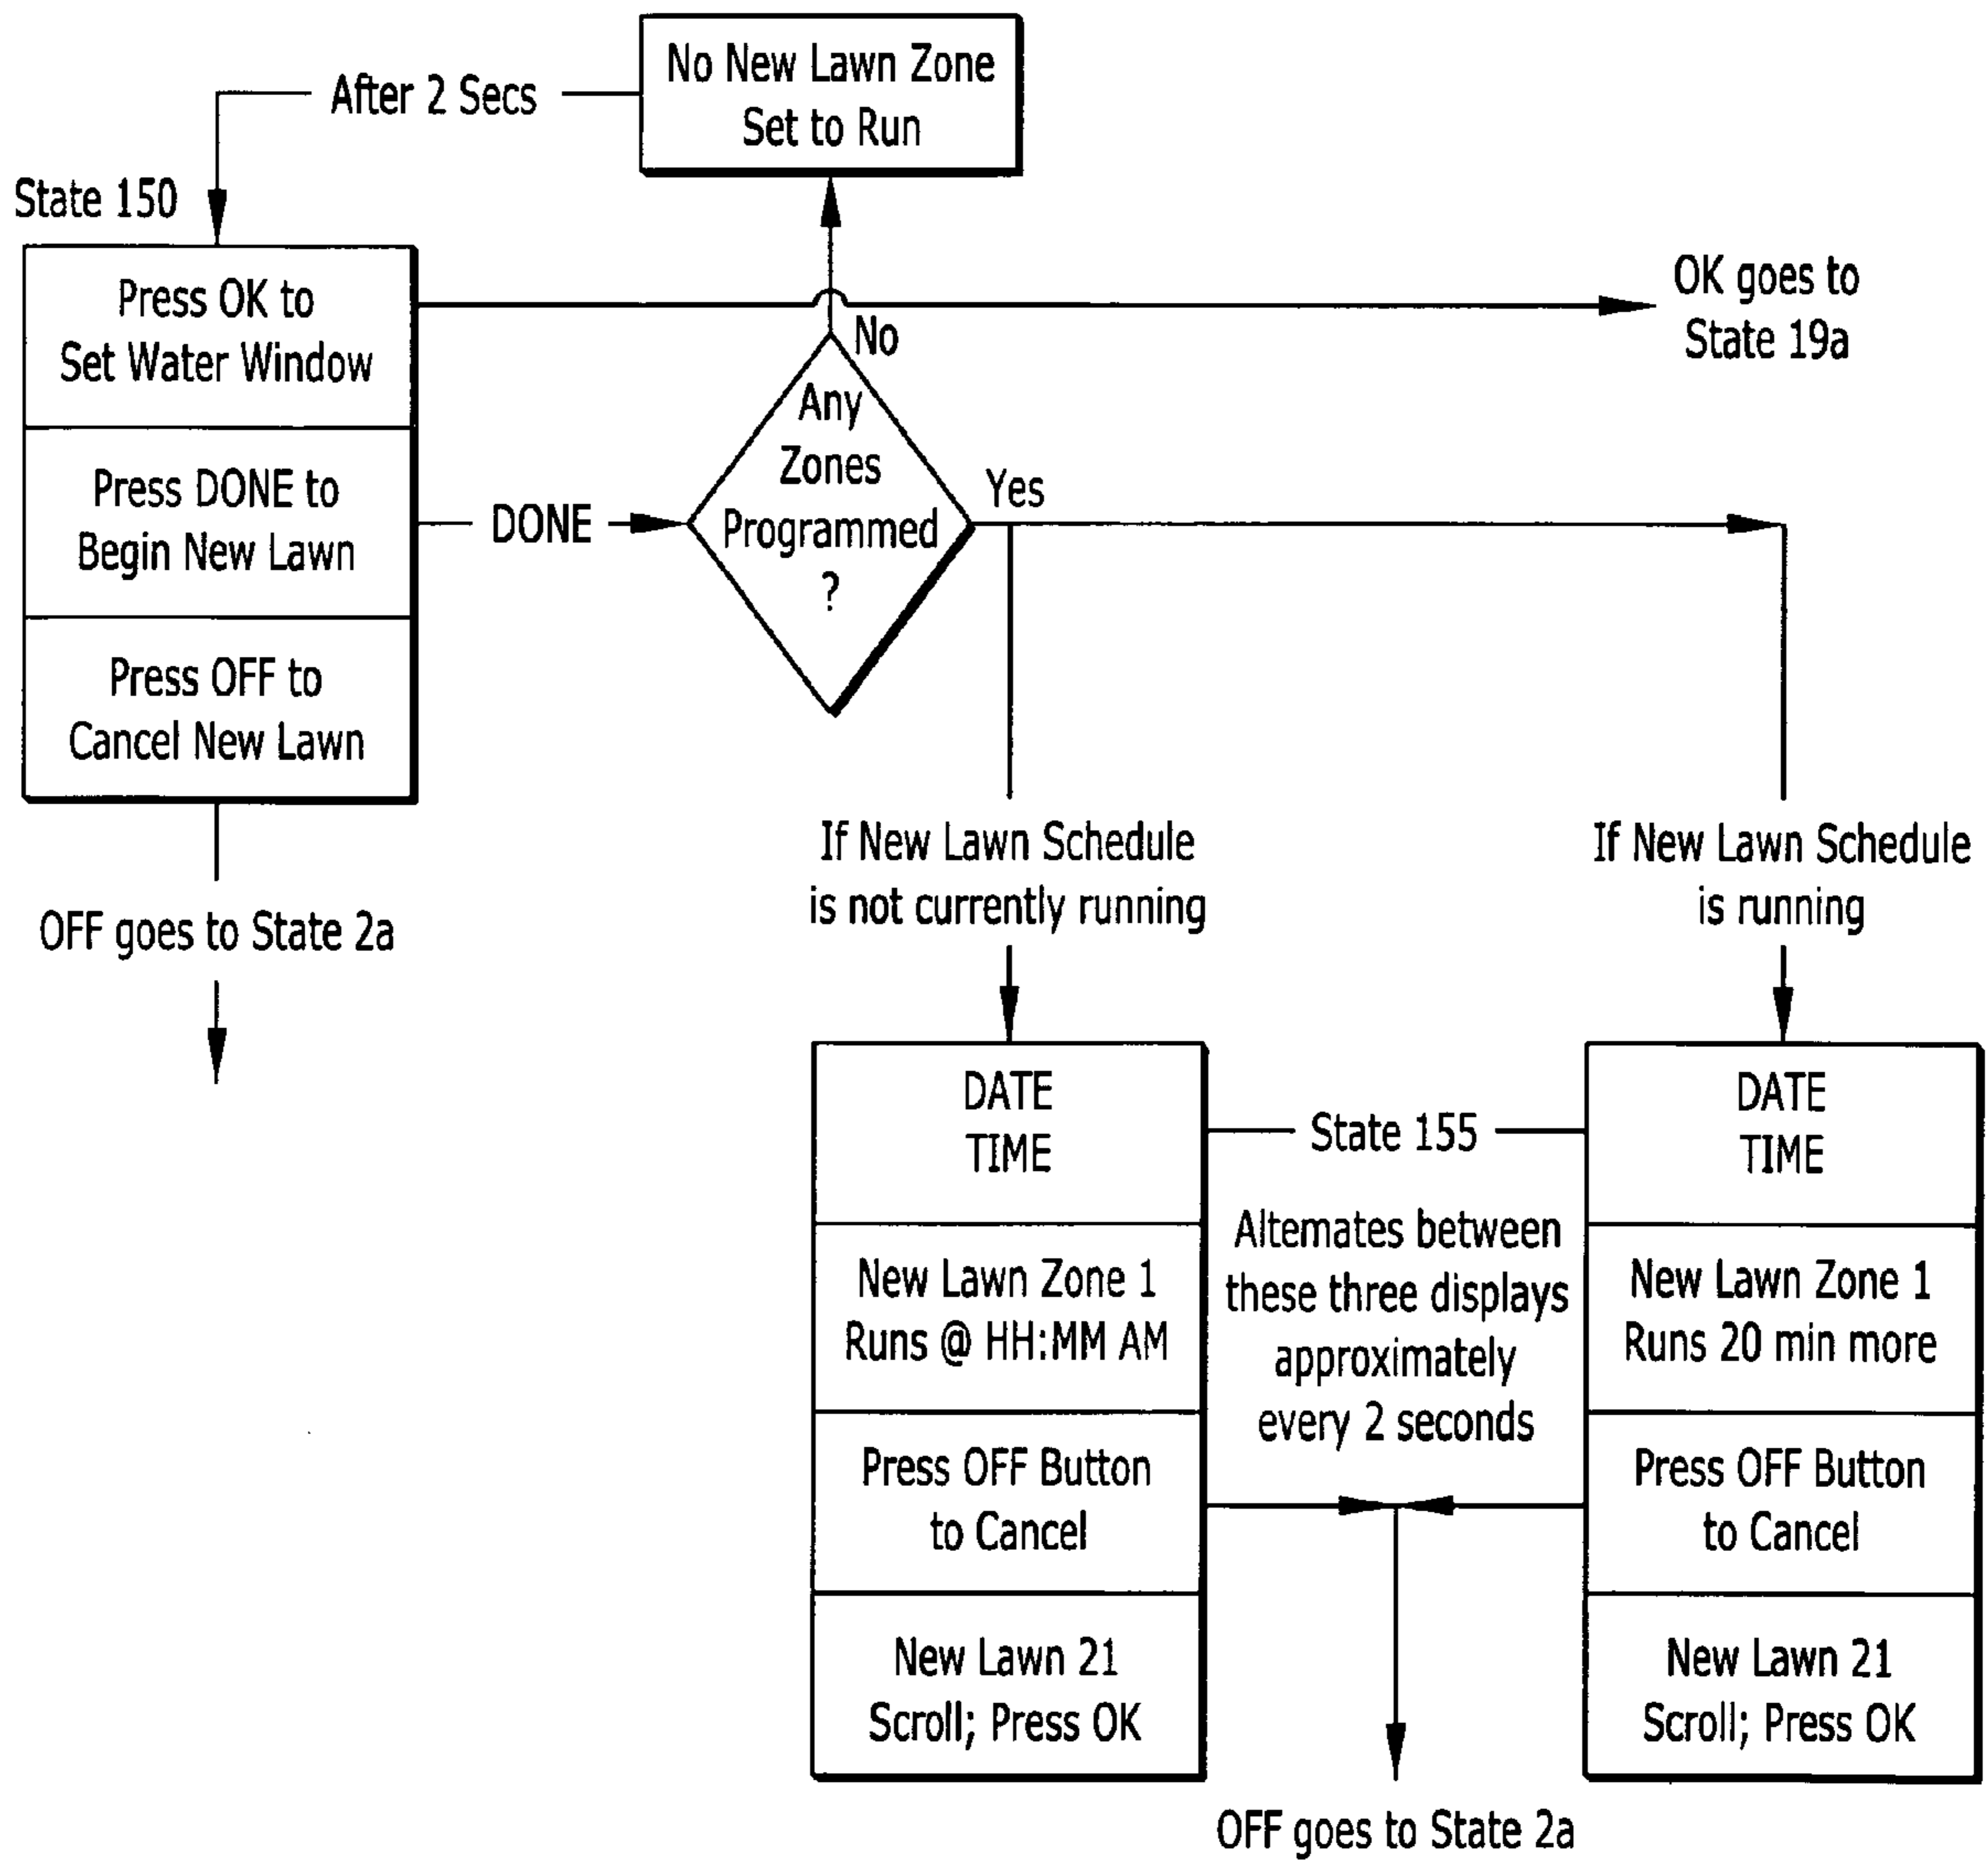 No New Lawn Zone
Set to Run
After 2 Secs
State 150
Press OK to
Set Water Window
OK goes to
State 19a
No
Any
Zones
Programmed
?
Yes
Press DONE to
Begin New Lawn
DONE
Press OFF to
Cancel New Lawn
OFF goes to State 2a
If New Lawn Schedule
is not currently running
If New Lawn Schedule
is running
DATE
TIME
New Lawn Zone 1
Runs @ HH:MM AM
Press OFF Button
to Cancel
New Lawn 21
Scroll; Press OK
State 155
Altemates between
these three displays
approximately
every 2 seconds
DATE
TIME
New Lawn Zone 1
Runs 20 min more
Press OFF Button
to Cancel
New Lawn 21
Scroll; Press OK
OFF goes to State 2a